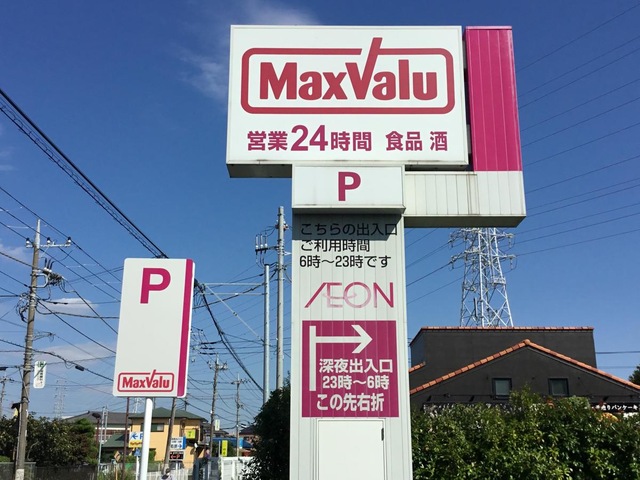 MaxValu
営業24時間 食品 酒
P
こちらの出入口
ご利用時間
6時～23時です
ÆON
深夜出入口
23時～6時
この先右折
P
MaxValu